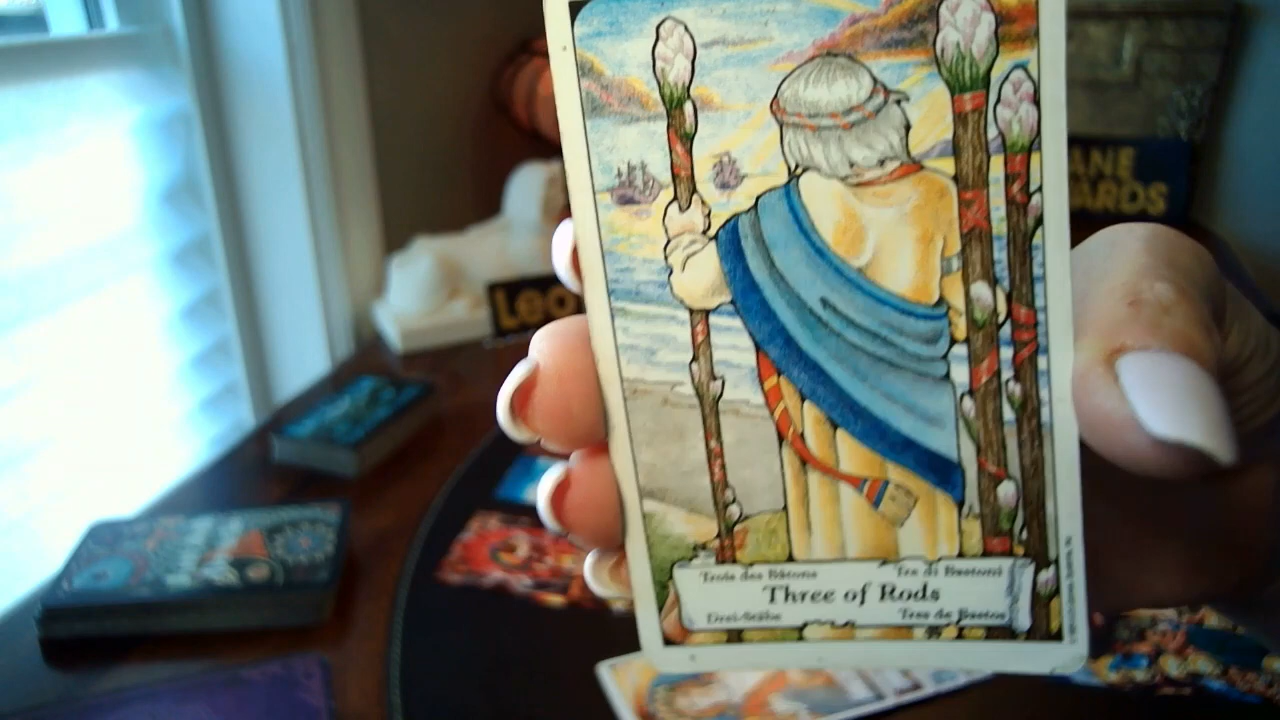 ANE
ARDS
Leo
Trois des Bâtons Tre di Bastoni
Three of Rods
Drei-Stäbe Tres de Bastos